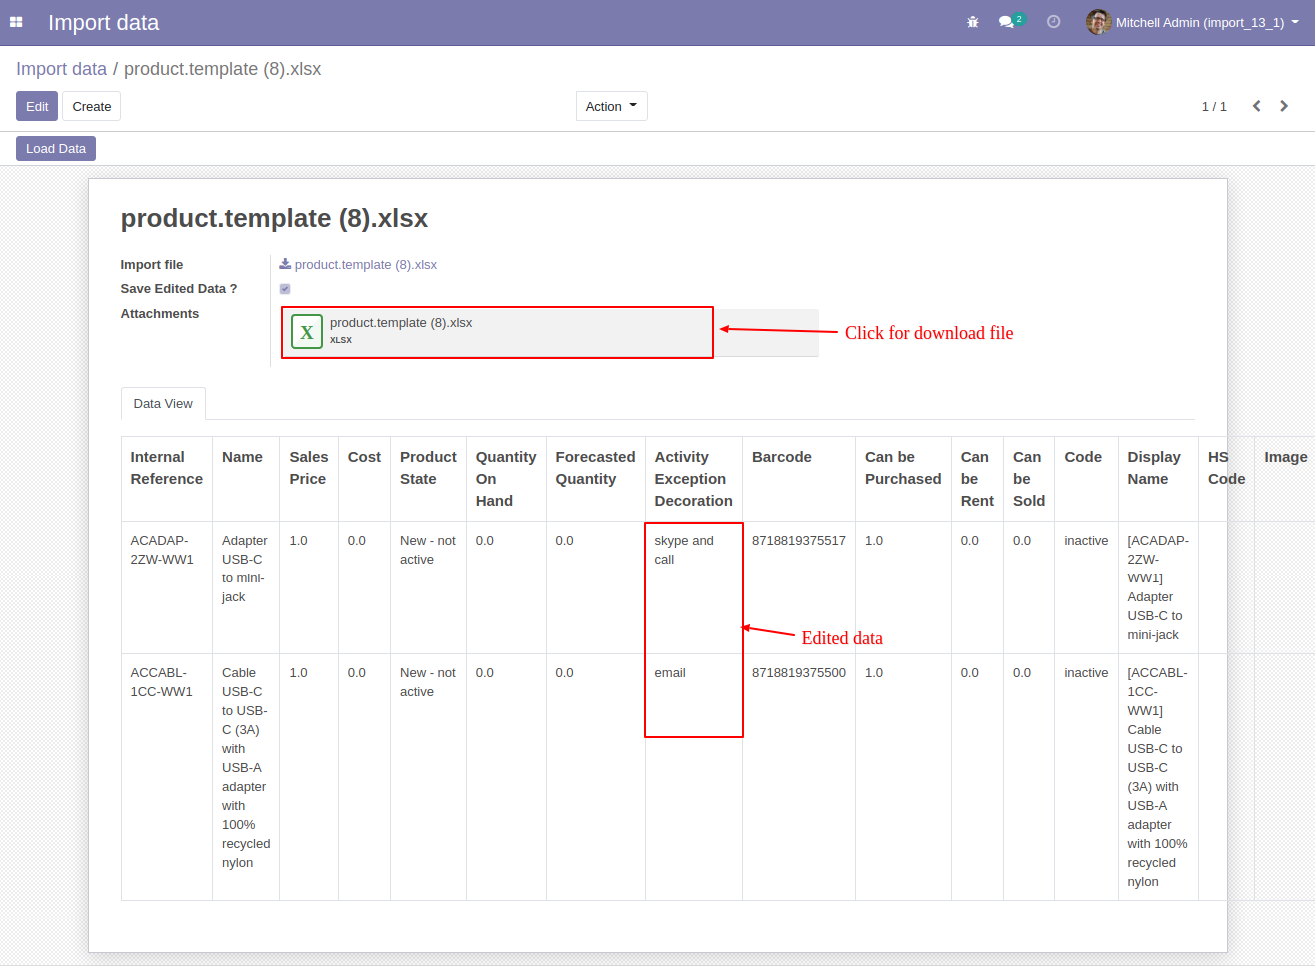 Import data
2
Mitchell Admin (import_13_1)
Import data / product.template (8).xlsx
Edit
Create
Action
1 / 1
Load Data
product.template (8).xlsx
Import file
product.template (8).xlsx
Save Edited Data ?
Attachments
X
product.template (8).xlsx
XLSX
Click for download file
Data View
Internal
Reference
Name
Sales
Price
Cost
Product
State
Quantity
On
Hand
Forecasted
Quantity
Activity
Exception
Decoration
Barcode
Can be
Purchased
Can
be
Rent
Can
be
Sold
Code
Display
Name
HS
Code
Image
ACADAP-
2ZW-WW1
Adapter
USB-C
to mini-
jack
1.0
0.0
New - not
active
0.0
0.0
skype and
call
8718819375517
1.0
0.0
0.0
inactive
[ACADAP-
2ZW-
WW1]
Adapter
USB-C to
mini-jack
Edited data
ACCABL-
1CC-WW1
Cable
USB-C
to USB-
C (3A)
with
USB-A
adapter
with
100%
recycled
nylon
1.0
0.0
New - not
active
0.0
0.0
email
8718819375500
1.0
0.0
0.0
inactive
[ACCABL-
1CC-
WW1]
Cable
USB-C to
USB-C
(3A) with
USB-A
adapter
with 100%
recycled
nylon